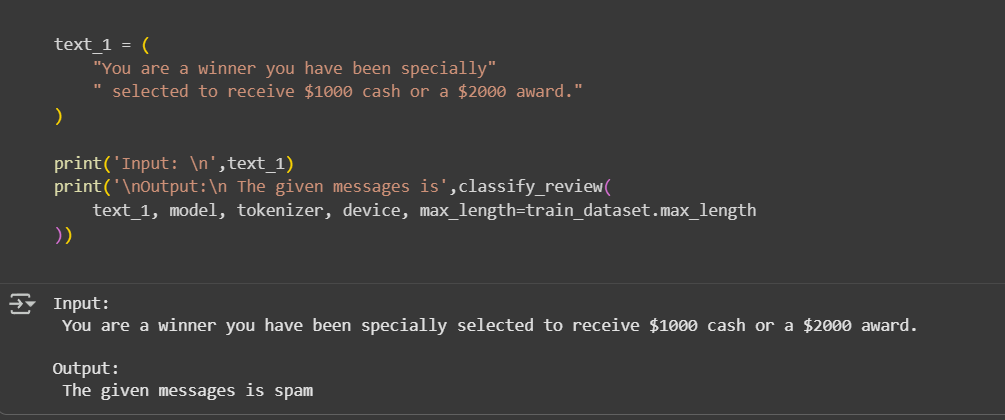 text_1 = (
"You are a winner you have been specially"
" selected to receive $1000 cash or a $2000 award."
)
print('Input: \n',text_1)
print('\nOutput:\n The given messages is',classify_review(
text_1, model, tokenizer, device, max_length=train_dataset.max_length
))
Input:
You are a winner you have been specially selected to receive $1000 cash or a $2000 award.
Output:
The given messages is spam